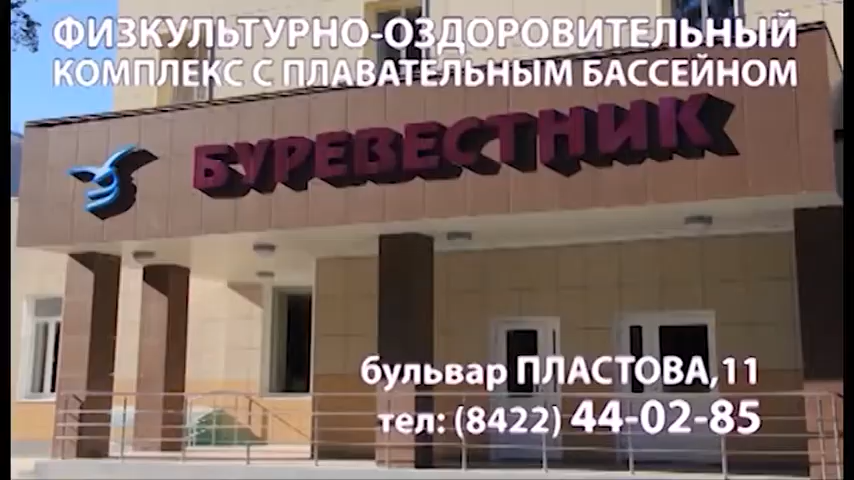 ФИЗКУЛЬТУРНО-ОЗДОРОВИТЕЛЬНЫЙ
КОМПЛЕКС С ПЛАВАТЕЛЬНЫМ БАССЕЙНОМ
БУРЕВЕСТНИК
бульвар ПЛАСТОВА,11
тел: (8422) 44-02-85